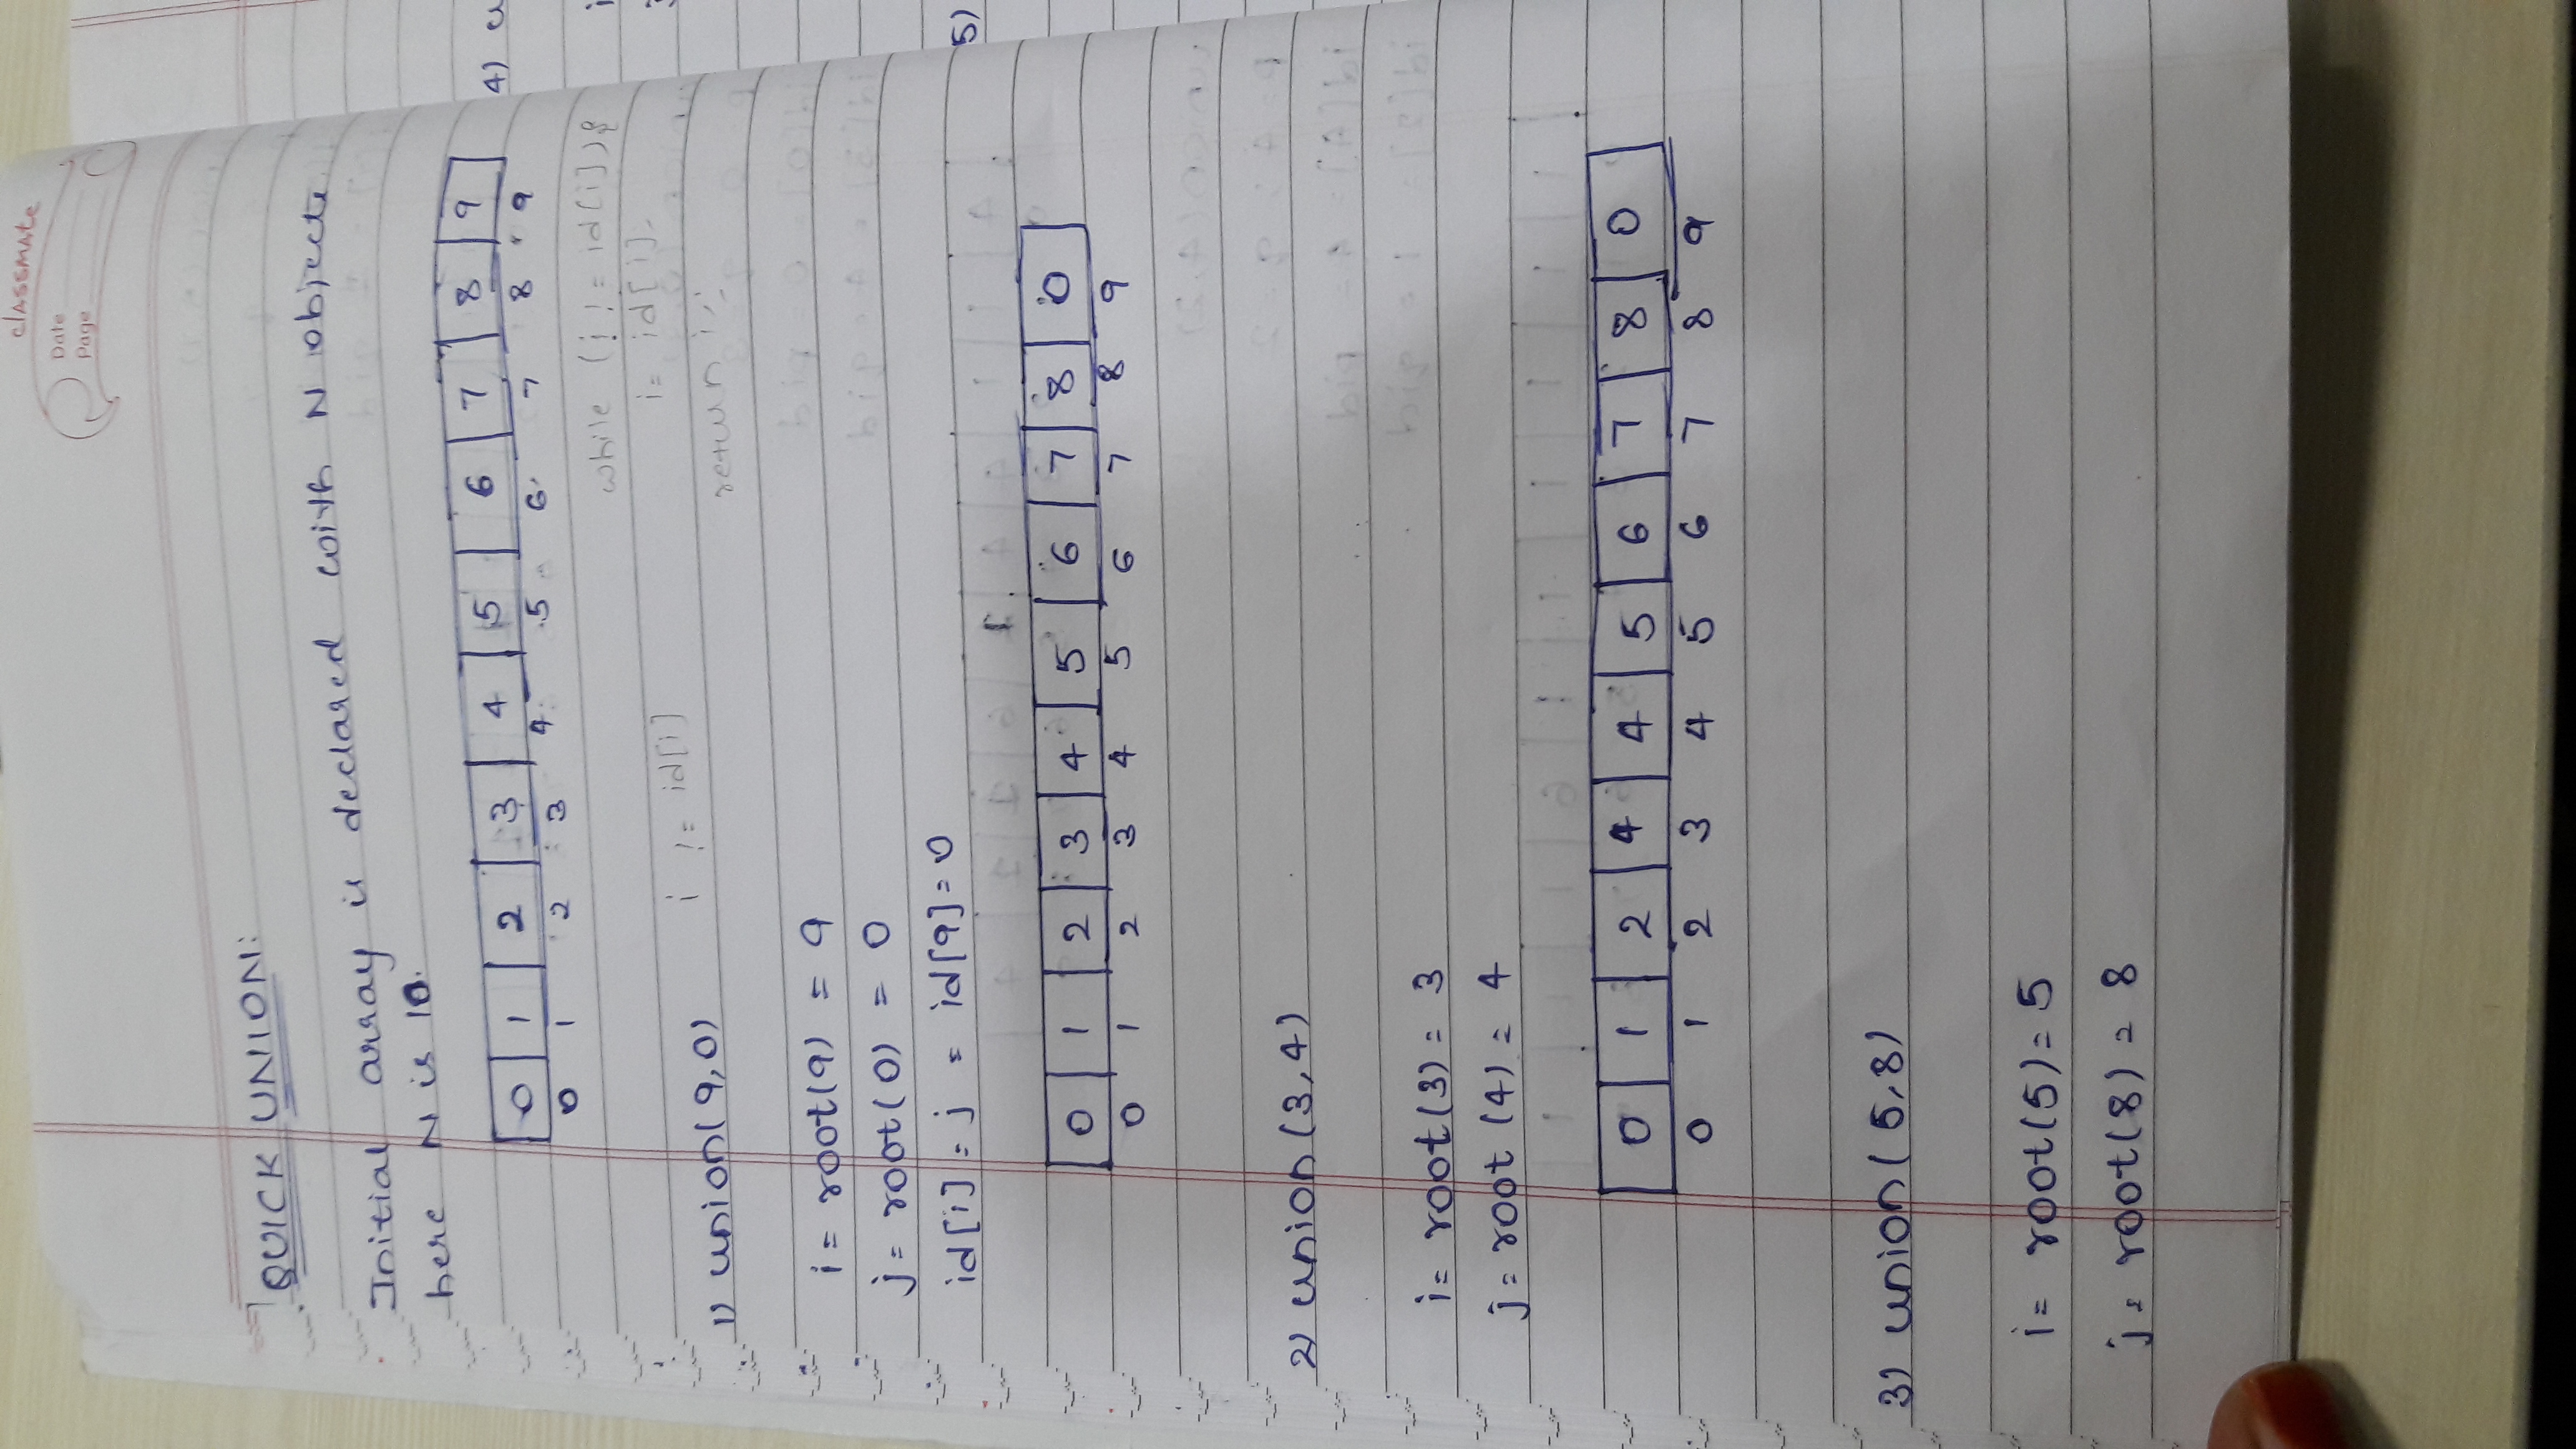 classmate
Date
Page
QUICK UNION:
Initial array is declared with N objects
here N is 10.
0 1 2 3 4 5 6 7 8 9
0 1 2 3 4 5 6 7 8 9
while (i != id[i]){
i = id[i]
i != id[i]
return i
1) union(9,0)
i = root(9) = 9
j = root(0) = 0
id[i] = j = id[9] = 0
0 1 2 3 4 5 6 7 8 0
0 1 2 3 4 5 6 7 8 9
2) union(3,4)
i = root(3) = 3
j = root(4) = 4
0 1 2 4 4 5 6 7 8 0
0 1 2 3 4 5 6 7 8 9
3) union(5,8)
i = root(5) = 5
j = root(8) = 8
4) u
5)